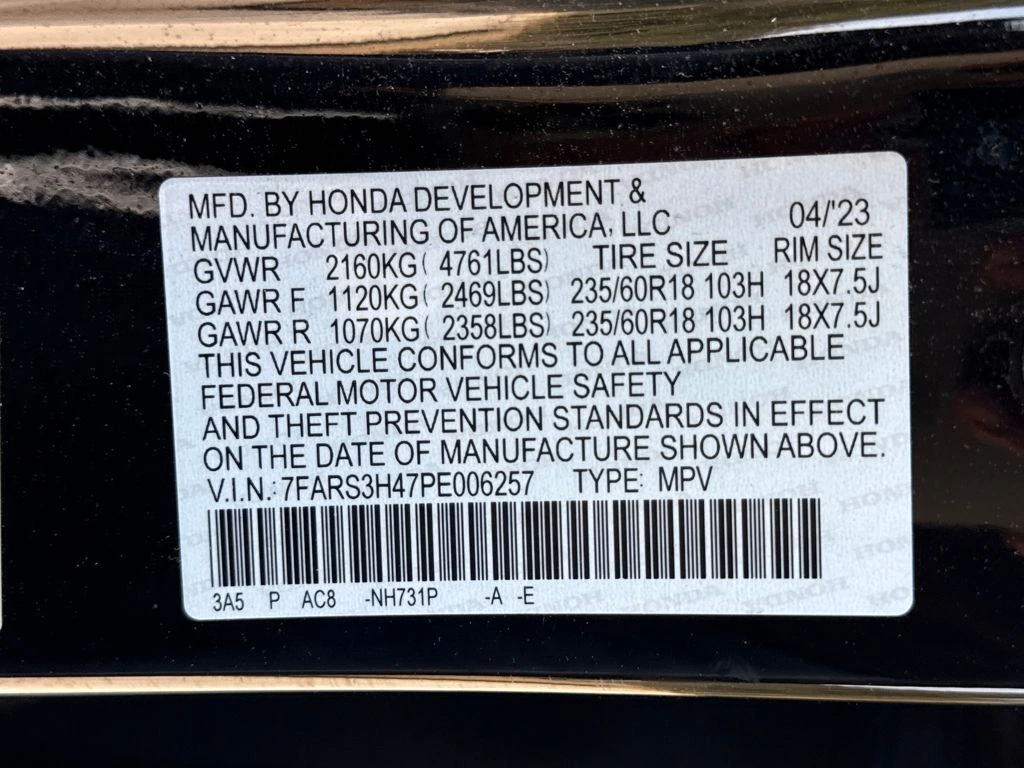 MFD. BY HONDA DEVELOPMENT &
MANUFACTURING OF AMERICA, LLC 04/'23
GVWR 2160KG( 4761LBS) TIRE SIZE RIM SIZE
GAWR F 1120KG( 2469LBS) 235/60R18 103H 18X7.5J
GAWR R 1070KG( 2358LBS) 235/60R18 103H 18X7.5J
THIS VEHICLE CONFORMS TO ALL APPLICABLE
FEDERAL MOTOR VEHICLE SAFETY
AND THEFT PREVENTION STANDARDS IN EFFECT
ON THE DATE OF MANUFACTURE SHOWN ABOVE.
V.I.N.: 7FARS3H47PE006257 TYPE: MPV
3A5 P AC8 -NH731P -A -E